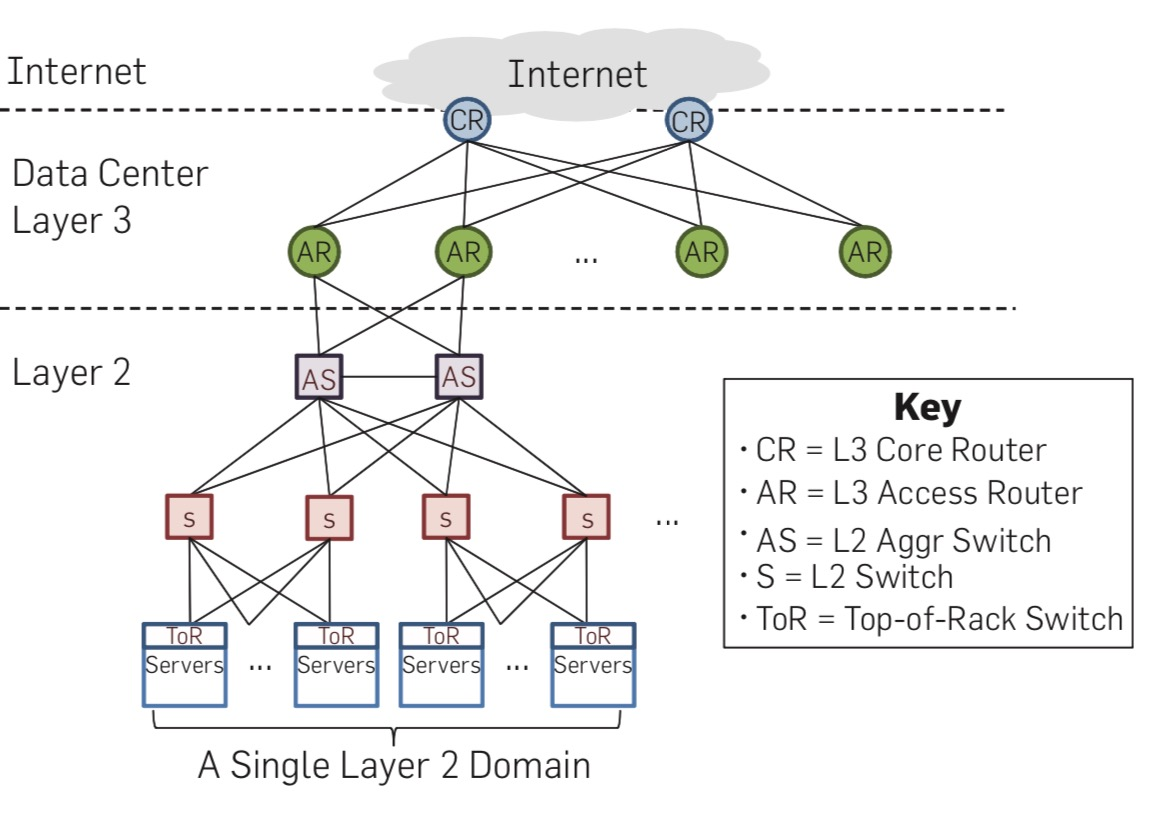 Internet
Internet
CR CR
Data Center
Layer 3
AR AR ... AR AR
Layer 2
AS AS
Key
· CR = L3 Core Router
· AR = L3 Access Router
· AS = L2 Aggr Switch
· S = L2 Switch
· ToR = Top-of-Rack Switch
s s s s ...
ToR ToR ToR ToR
Servers ... Servers Servers ... Servers
A Single Layer 2 Domain